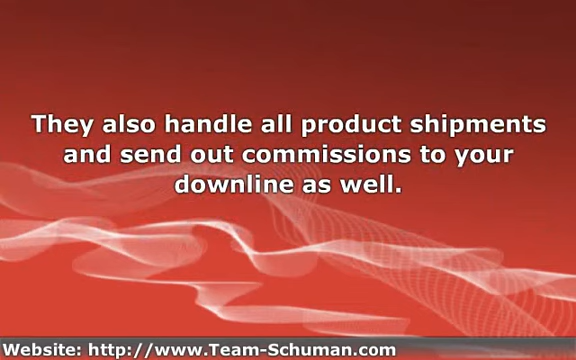 They also handle all product shipments
and send out commissions to your
downline as well.
Website: http://www.Team-Schuman.com